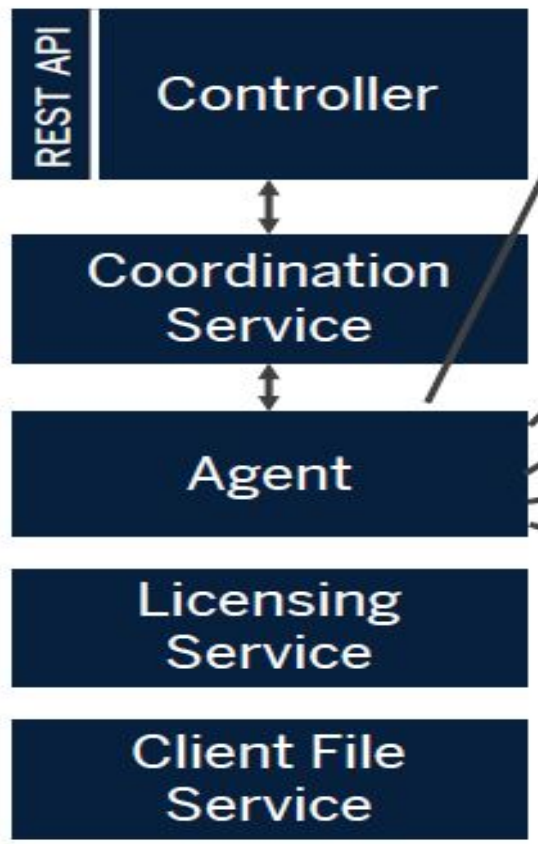 REST API
Controller
Coordination
Service
Agent
Licensing
Service
Client File
Service